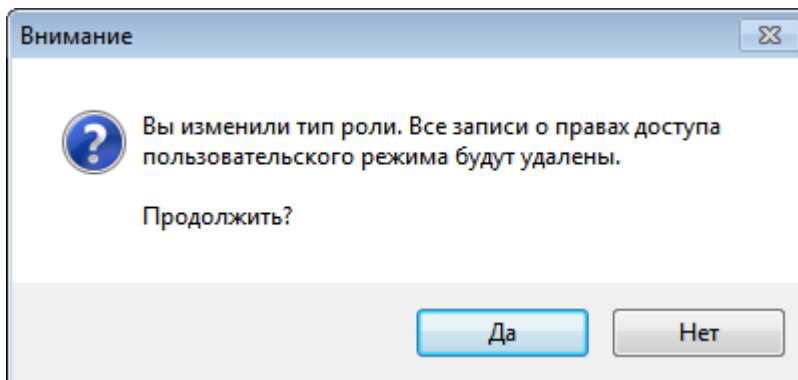 Внимание
Вы изменили тип роли. Все записи о правах доступа
пользовательского режима будут удалены.
Продолжить?
Да
Нет